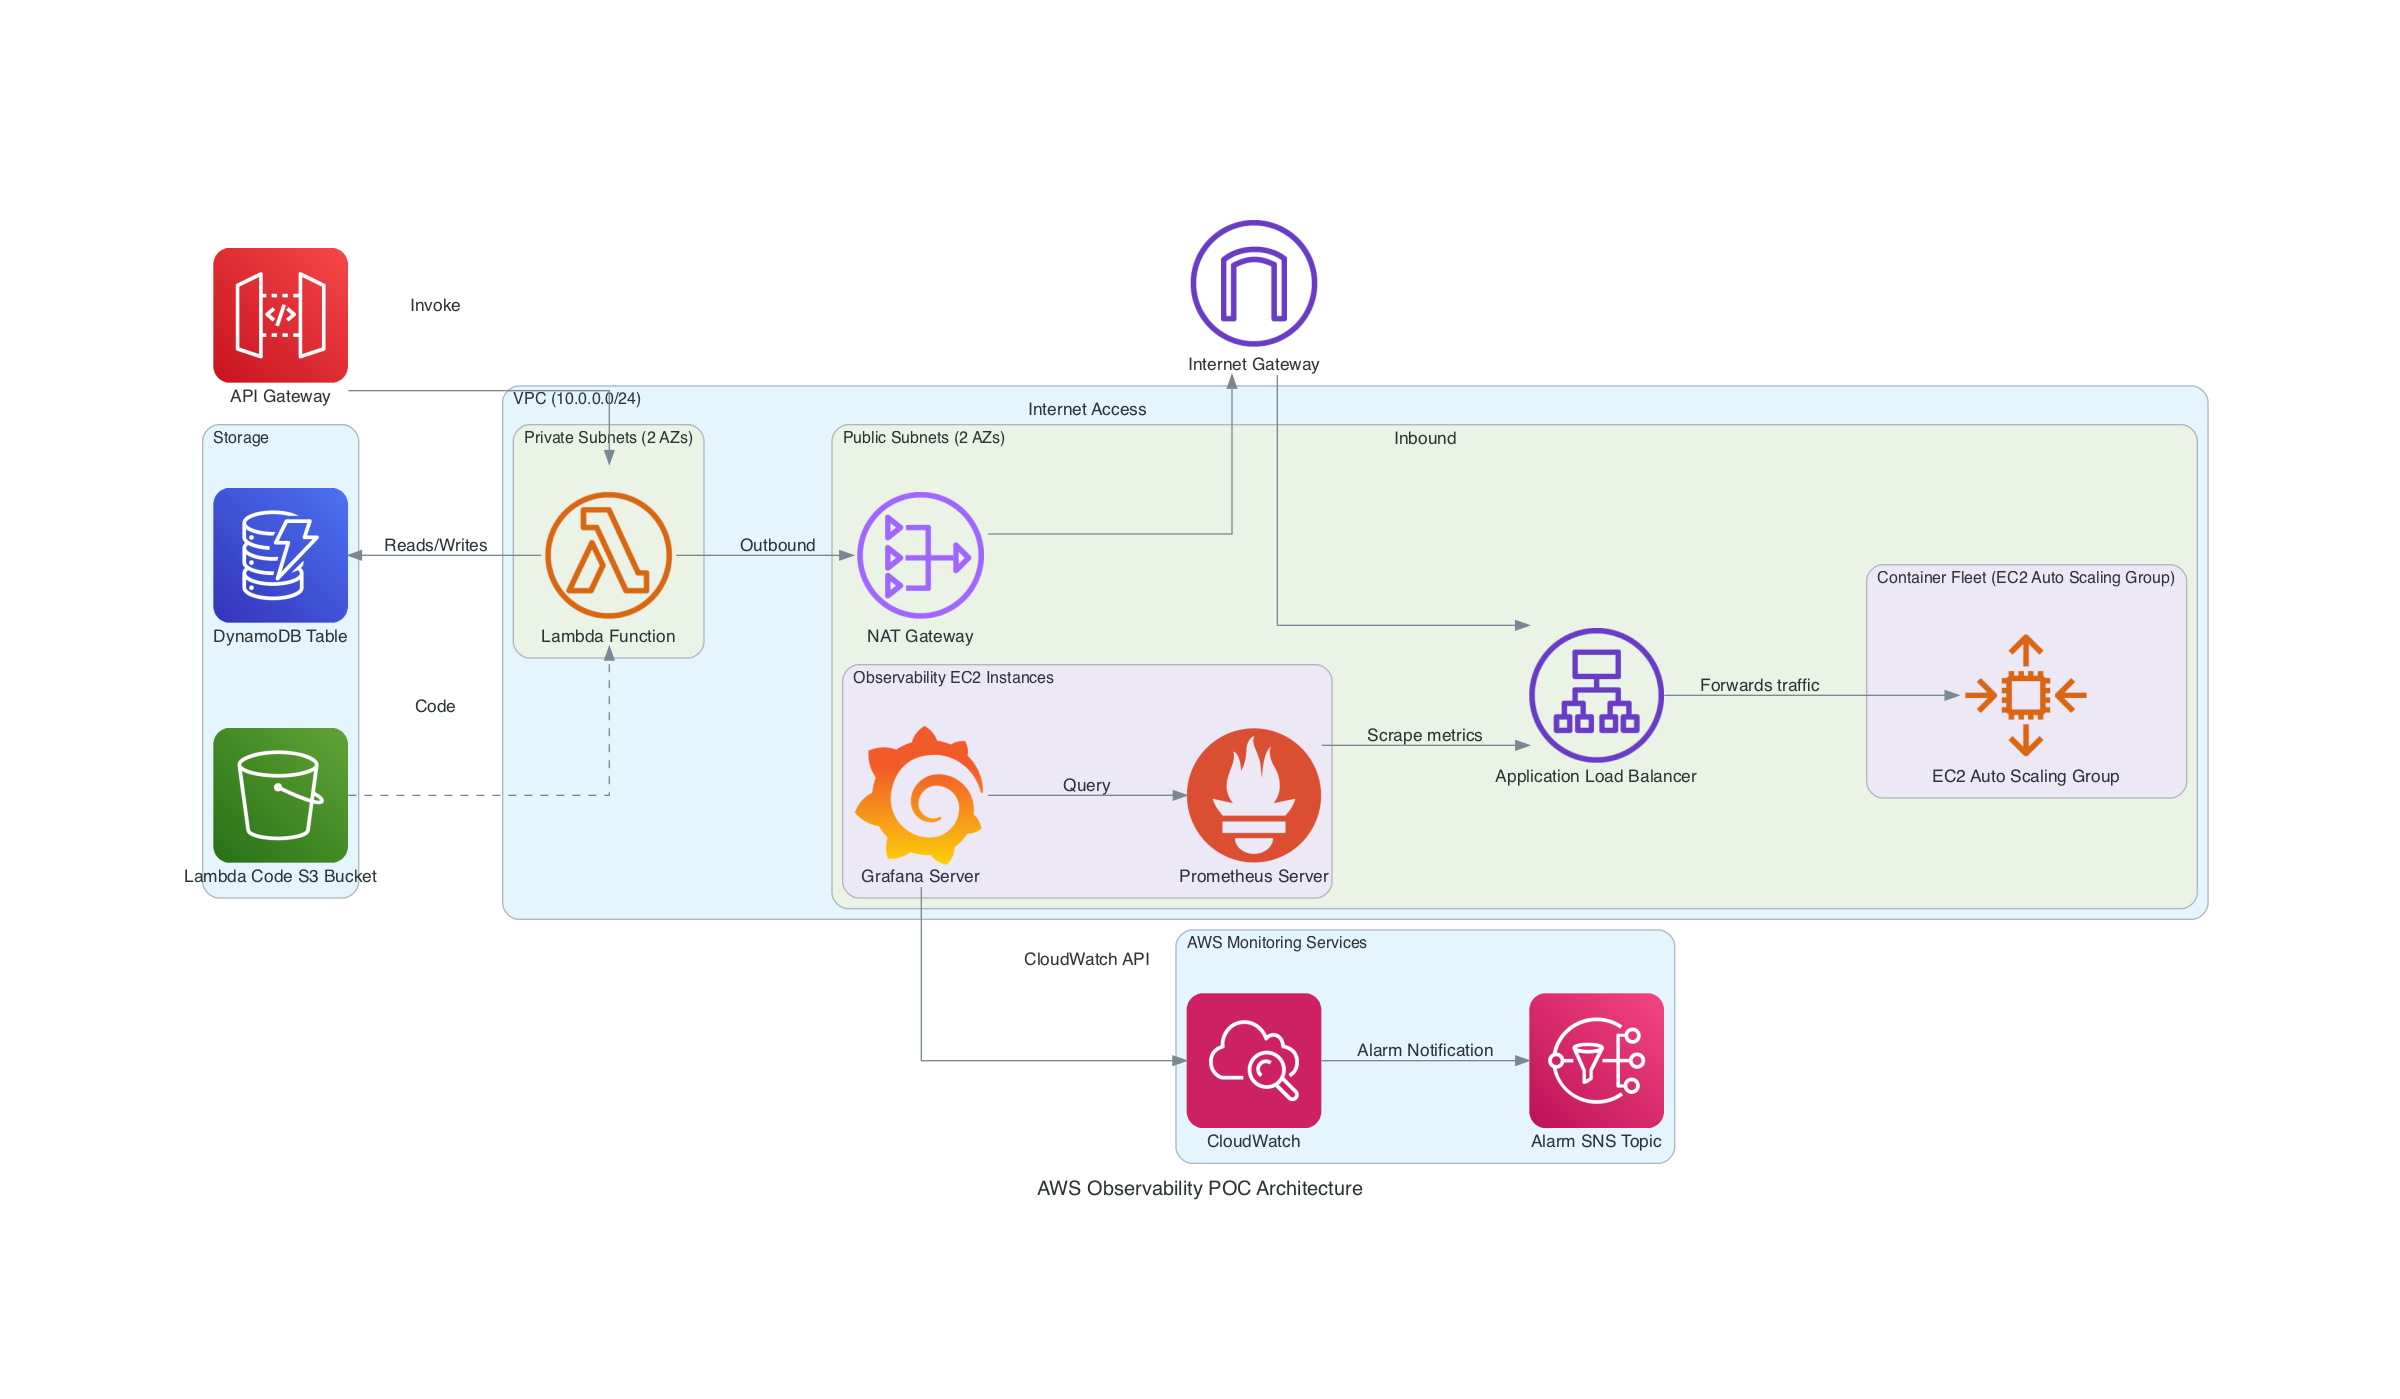 Invoke
Internet Gateway
API Gateway
VPC (10.0.0.0/24)
Internet Access
Storage
Private Subnets (2 AZs)
Public Subnets (2 AZs)
Inbound
Reads/Writes
Outbound
Container Fleet (EC2 Auto Scaling Group)
DynamoDB Table
Lambda Function
NAT Gateway
Observability EC2 Instances
Forwards traffic
Code
Scrape metrics
Application Load Balancer
EC2 Auto Scaling Group
Query
Lambda Code S3 Bucket
Grafana Server
Prometheus Server
AWS Monitoring Services
CloudWatch API
Alarm Notification
CloudWatch
Alarm SNS Topic
AWS Observability POC Architecture